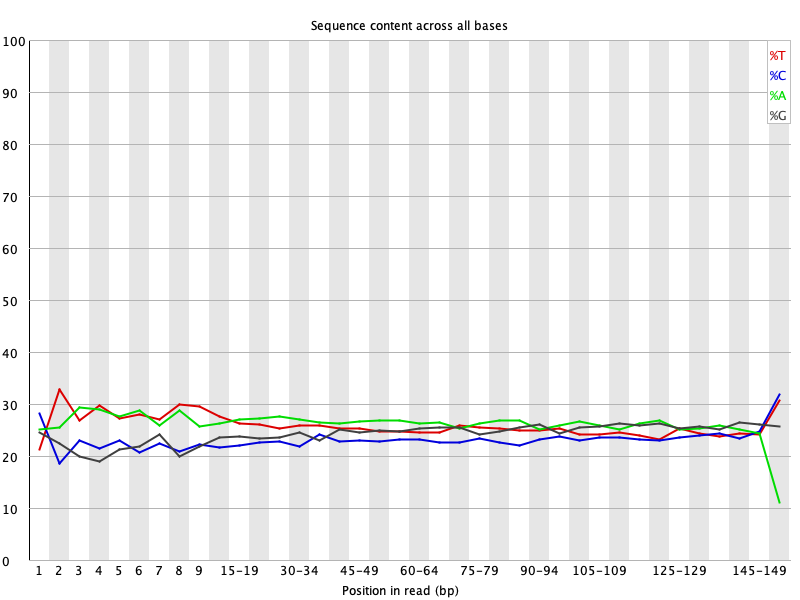 Sequence content across all bases
%T
%C
%A
%G
100
90
80
70
60
50
40
30
20
10
0
1 2 3 4 5 6 7 8 9 15-19 30-34 45-49 60-64 75-79 90-94 105-109 125-129 145-149
Position in read (bp)